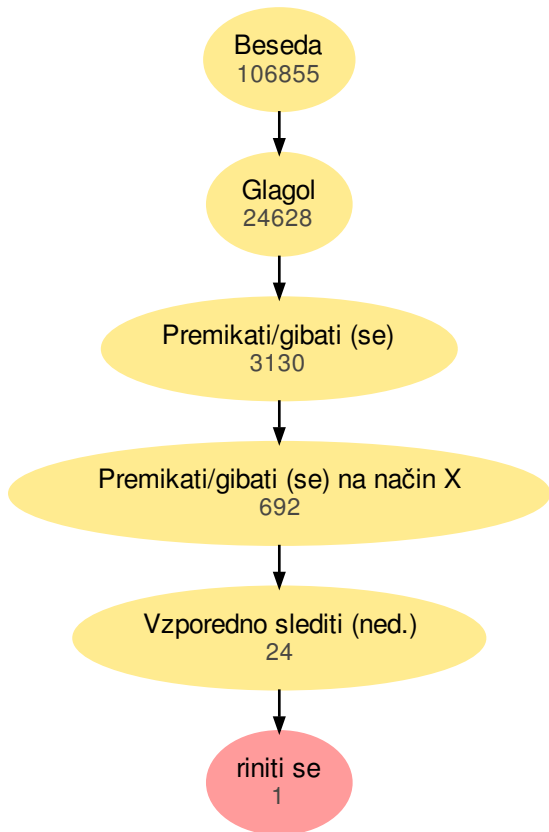 Beseda
106855
Glagol
24628
Premikati/gibati (se)
3130
Premikati/gibati (se) na način X
692
Vzporedno slediti (ned.)
24
riniti se
1